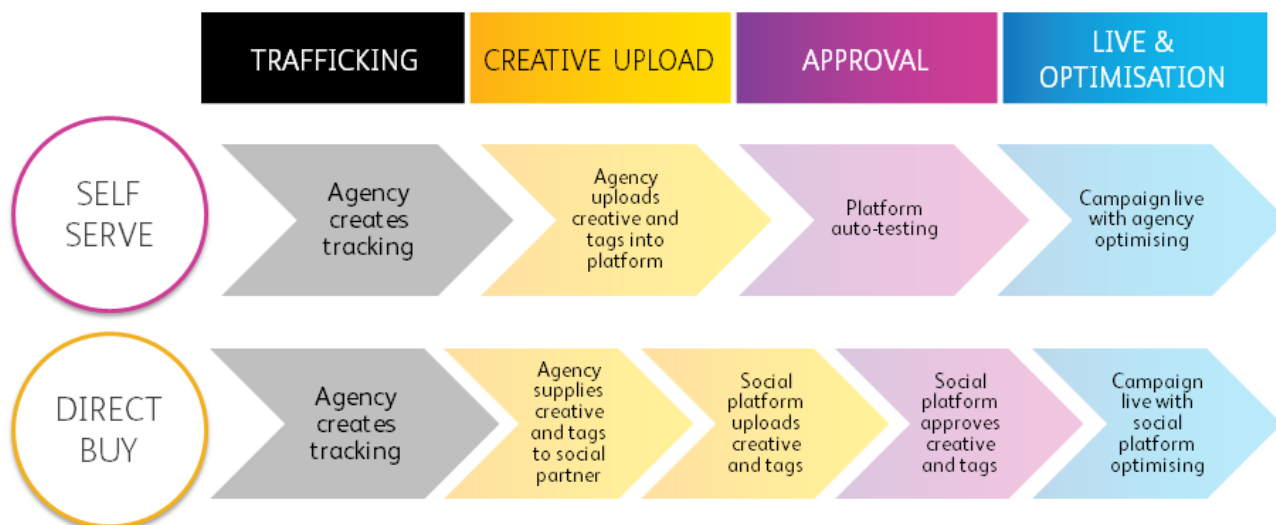 TRAFFICKING
CREATIVE UPLOAD
APPROVAL
LIVE &
OPTIMISATION
SELF
SERVE
Agency
creates
tracking
Agency
uploads
creative and
tags into
platform
Platform
auto-testing
Campaign live
with agency
optimising
DIRECT
BUY
Agency
creates
tracking
Agency
supplies
creative
and tags
to social
partner
Social
platform
uploads
creative
and tags
Social
platform
approves
creative
and tags
Campaign
live with
social
platform
optimising